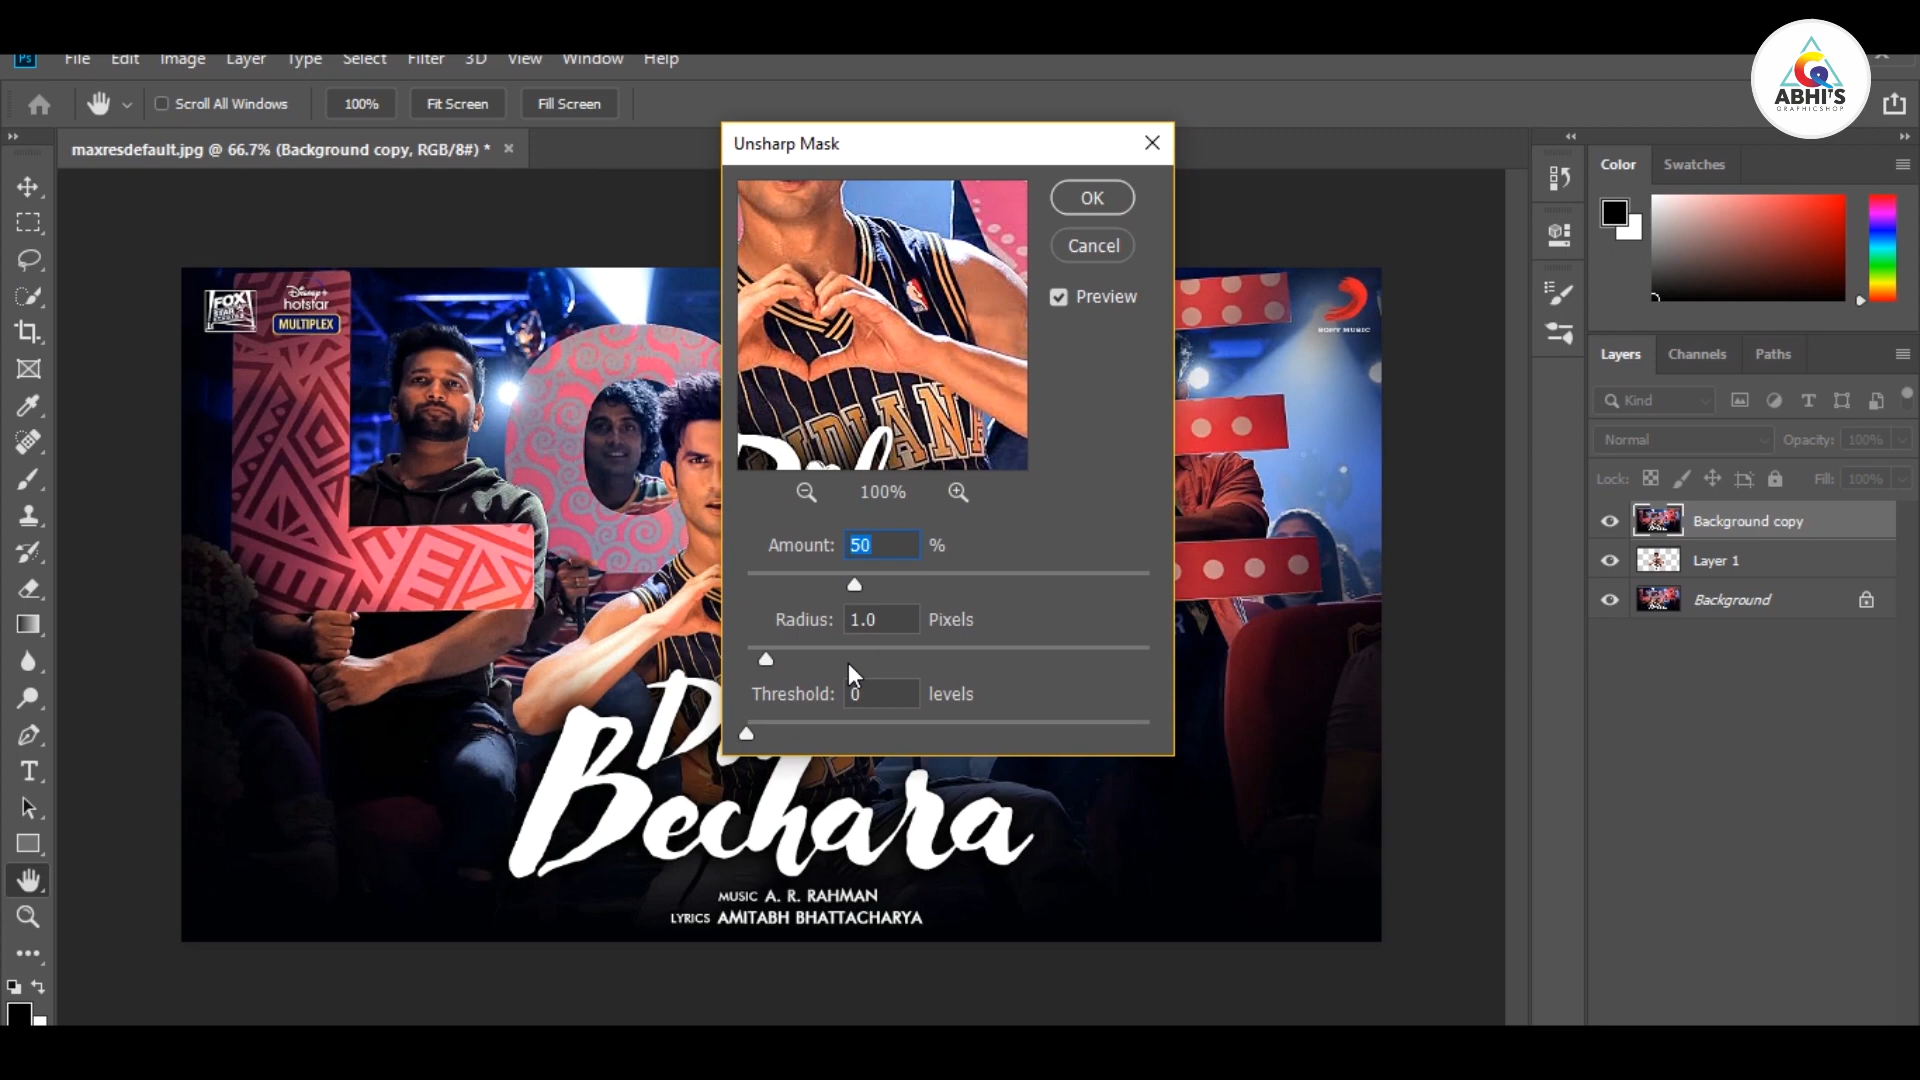 Ps File Edit Image Layer Type Select Filter 3D View Window Help
Scroll All Windows 100% Fit Screen Fill Screen
ABHI'S
GRAPHICSHOP
maxresdefault.jpg @ 66.7% (Background copy, RGB/8#) *
Unsharp Mask
OK
Cancel
Preview
INDIANA
100%
Amount: 50 %
Radius: 1.0 Pixels
Threshold: 0 levels
FOX
STAR
STUDIOS
Disney+
hotstar
MULTIPLEX
SONY MUSIC
Bechara
MUSIC A. R. RAHMAN
LYRICS AMITABH BHATTACHARYA
Color Swatches
Layers Channels Paths
Kind
Normal Opacity: 100%
Lock: Fill: 100%
Background copy
Layer 1
Background